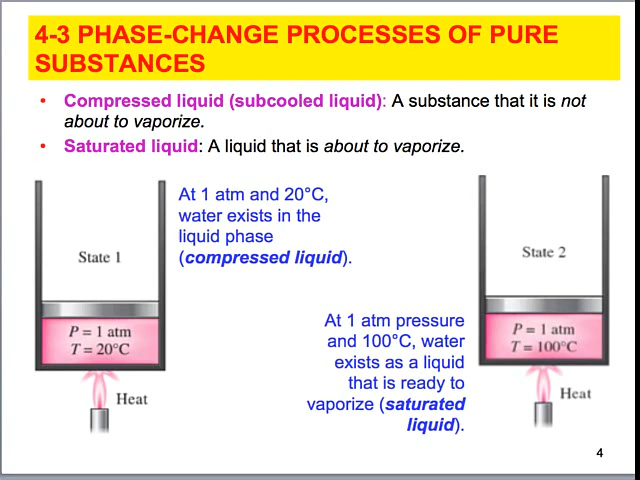 4-3 PHASE-CHANGE PROCESSES OF PURE
SUBSTANCES
• Compressed liquid (subcooled liquid): A substance that it is not
about to vaporize.
• Saturated liquid: A liquid that is about to vaporize.
At 1 atm and 20°C,
water exists in the
liquid phase
(compressed liquid).
State 1
P = 1 atm
T = 20°C
Heat
State 2
P = 1 atm
T = 100°C
Heat
At 1 atm pressure
and 100°C, water
exists as a liquid
that is ready to
vaporize (saturated
liquid).
4